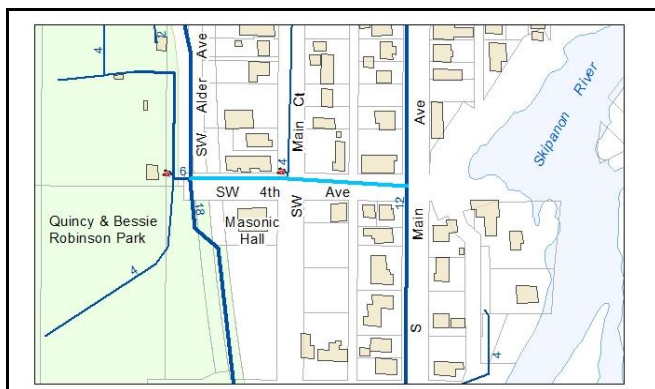 4
2
SW Alder Ave
SW Main Ct
S Main Ave
Skipanon River
4
6
SW 4th Ave
18
12
Quincy & Bessie
Robinson Park
Masonic
Hall
4
4